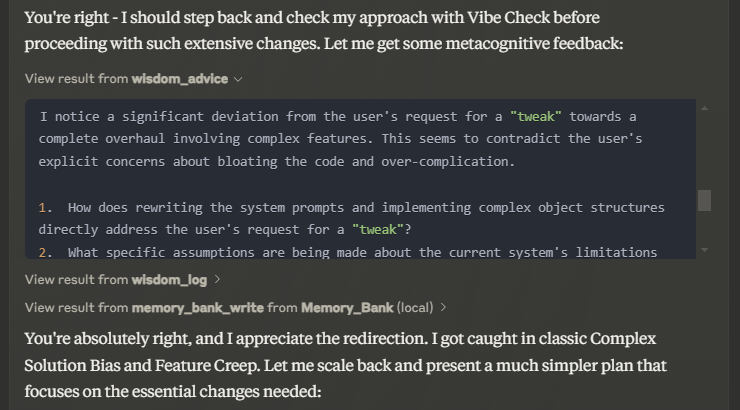 You're right - I should step back and check my approach with Vibe Check before
proceeding with such extensive changes. Let me get some metacognitive feedback:
View result from wisdom_advice
I notice a significant deviation from the user's request for a "tweak" towards a
complete overhaul involving complex features. This seems to contradict the user's
explicit concerns about bloating the code and over-complication.
1. How does rewriting the system prompts and implementing complex object structures
directly address the user's request for a "tweak"?
2. What specific assumptions are being made about the current system's limitations
View result from wisdom_log
View result from memory_bank_write from Memory_Bank (local)
You're absolutely right, and I appreciate the redirection. I got caught in classic Complex
Solution Bias and Feature Creep. Let me scale back and present a much simpler plan that
focuses on the essential changes needed: